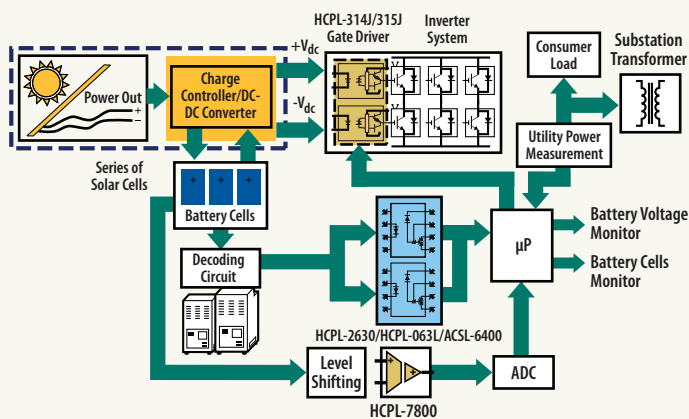 HCPL-314J/315J
Gate Driver
Inverter
System
+Vdc
-Vdc
Power Out
+
−
Charge
Controller/DC-
DC Converter
Consumer
Load
Substation
Transformer
Utility Power
Measurement
Series of
Solar Cells
+ + +
Battery Cells
Decoding
Circuit
µP
Battery Voltage
Monitor
Battery Cells
Monitor
HCPL-2630/HCPL-063L/ACSL-6400
Level
Shifting
+
+
−
HCPL-7800
ADC